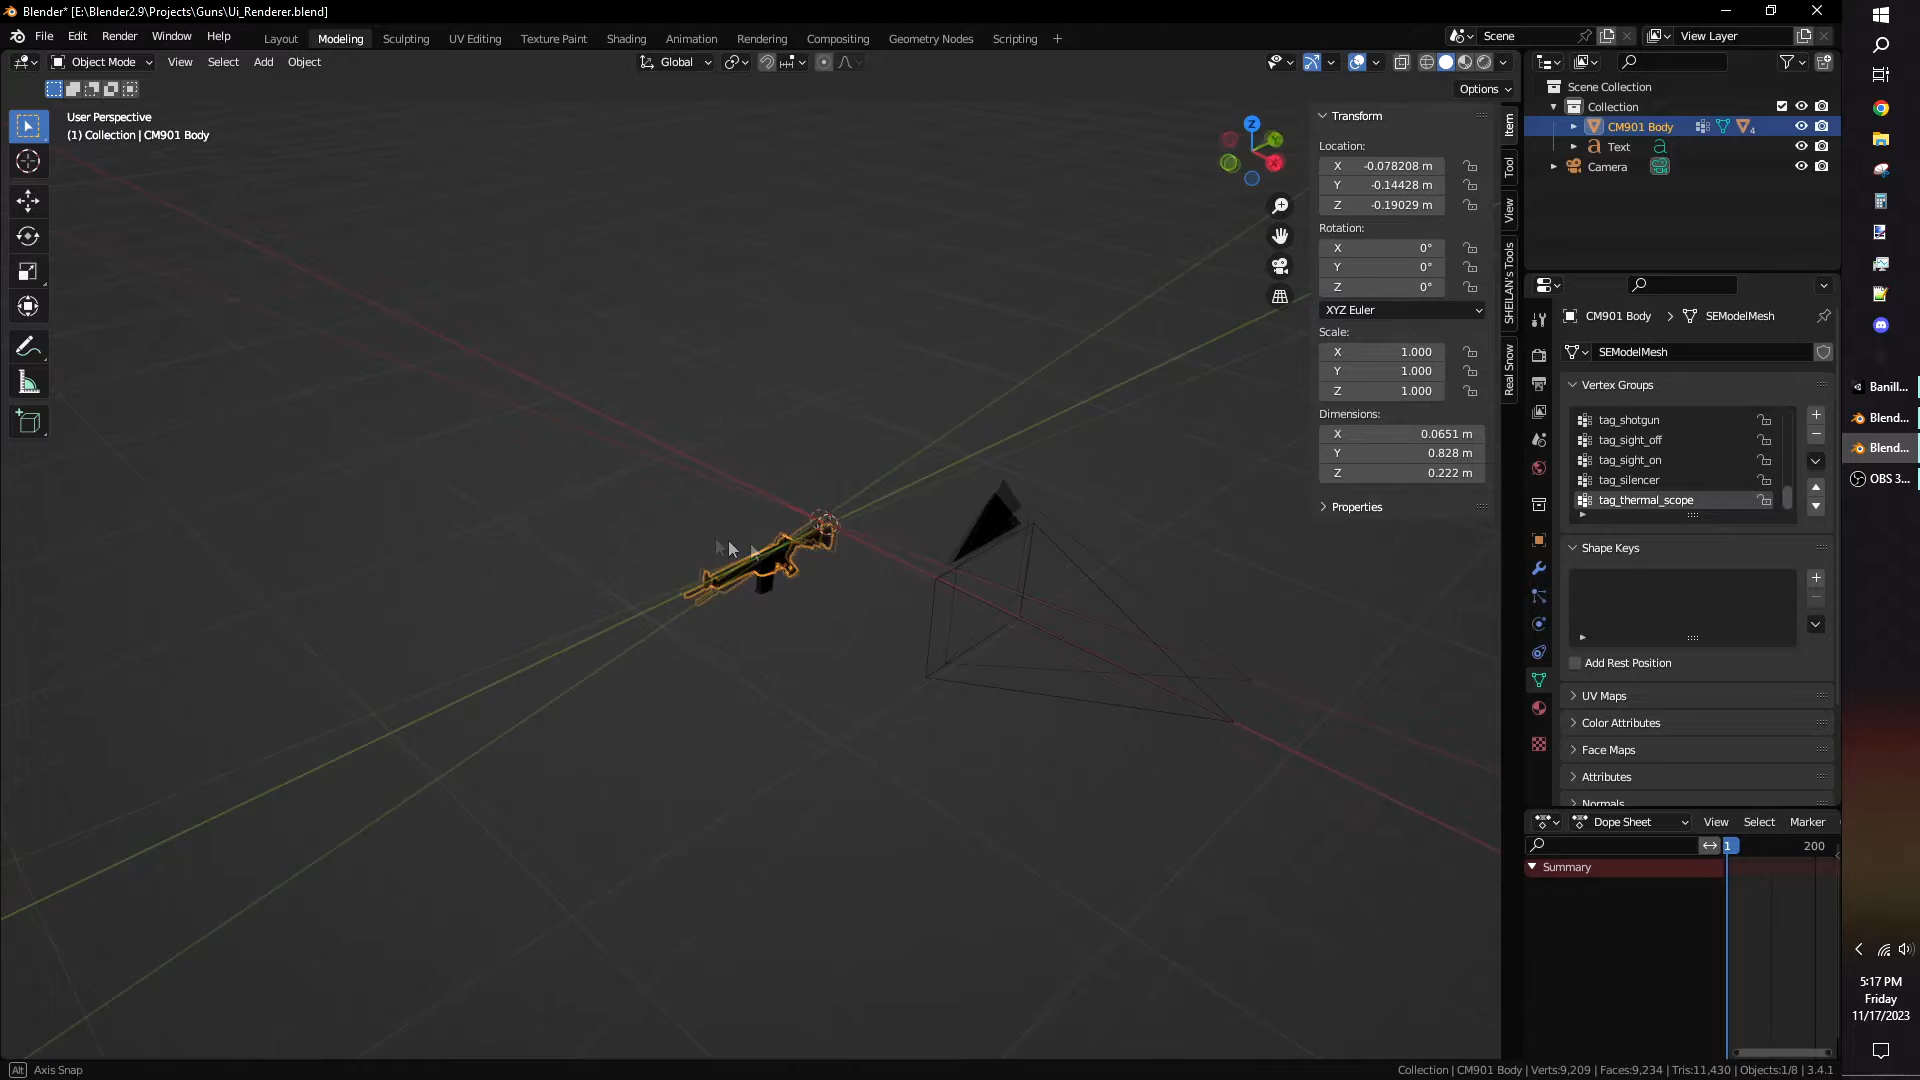 Blender* [E:\Blender2.9\Projects\Guns\Ui_Renderer.blend]
File Edit Render Window Help
Layout Modeling Sculpting UV Editing Texture Paint Shading Animation Rendering Compositing Geometry Nodes Scripting +
Scene
View Layer
Object Mode View Select Add Object
Global
Options
User Perspective
(1) Collection | CM901 Body
Z
Y
X
Transform
Location:
X -0.078208 m
Y -0.14428 m
Z -0.19029 m
Rotation:
X 0°
Y 0°
Z 0°
XYZ Euler
Scale:
X 1.000
Y 1.000
Z 1.000
Dimensions:
X 0.0651 m
Y 0.828 m
Z 0.222 m
Properties
Item
Tool
View
SHEILAN's Tools
Real Snow
Scene Collection
Collection
CM901 Body 4
Text
Camera
CM901 Body > SEModelMesh
SEModelMesh
Vertex Groups
tag_shotgun
tag_sight_off
tag_sight_on
tag_silencer
tag_thermal_scope
Shape Keys
Add Rest Position
UV Maps
Color Attributes
Face Maps
Attributes
Normals
Dope Sheet View Select Marker
1 200
Summary
Banill...
Blend...
Blend...
OBS 3...
5:17 PM
Friday
11/17/2023
Alt Axis Snap
Collection | CM901 Body | Verts:9,209 | Faces:9,234 | Tris:11,430 | Objects:1/8 | 3.4.1